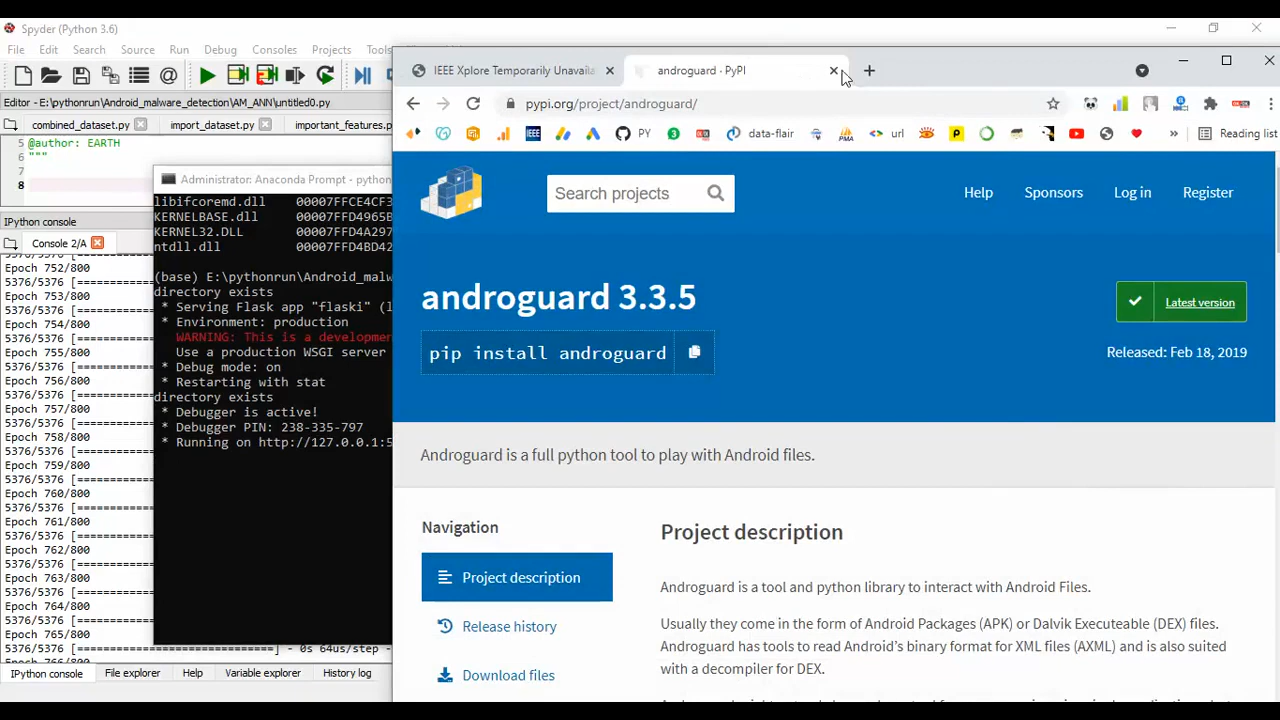 Spyder (Python 3.6)
File Edit Search Source Run Debug Consoles Projects Tools
Editor - E:\pythonrun\Android_malware_detection\AM_ANN\untitled0.py
combined_dataset.py import_dataset.py important_features.p
5 @author: EARTH
6 """
7
8
IPython console
Console 2/A
5376/5376 [
Epoch 752/800
5376/5376 [==========
Epoch 753/800
5376/5376 [==========
Epoch 754/800
5376/5376 [==========
Epoch 755/800
5376/5376 [==========
Epoch 756/800
5376/5376 [==========
Epoch 757/800
5376/5376 [==========
Epoch 758/800
5376/5376 [==========
Epoch 759/800
5376/5376 [==========
Epoch 760/800
5376/5376 [==========
Epoch 761/800
5376/5376 [==========
Epoch 762/800
5376/5376 [==========
Epoch 763/800
5376/5376 [==========
Epoch 764/800
5376/5376 [==========
Epoch 765/800
5376/5376 [==============================] - 0s 64us/step
Epoch 766/800
IPython console File explorer Help Variable explorer History log
Administrator: Anaconda Prompt - python
libifcoremd.dll 00007FFCE4CF3
KERNELBASE.dll 00007FFD4965B
KERNEL32.DLL 00007FFD4A297
ntdll.dll 00007FFD4BD42
(base) E:\pythonrun\Android_malw
directory exists
* Serving Flask app "flaski" (l
* Environment: production
WARNING: This is a developmen
Use a production WSGI server
* Debug mode: on
* Restarting with stat
directory exists
* Debugger is active!
* Debugger PIN: 238-335-797
* Running on http://127.0.0.1:5
IEEE Xplore Temporarily Unavaila androguard · PyPI
pypi.org/project/androguard/
IEEE PY data-flair PMA url » Reading list
Search projects Help Sponsors Log in Register
androguard 3.3.5
Latest version
pip install androguard
Released: Feb 18, 2019
Androguard is a full python tool to play with Android files.
Navigation
Project description
Release history
Download files
Project description
Androguard is a tool and python library to interact with Android Files.
Usually they come in the form of Android Packages (APK) or Dalvik Executeable (DEX) files.
Androguard has tools to read Android's binary format for XML files (AXML) and is also suited
with a decompiler for DEX.